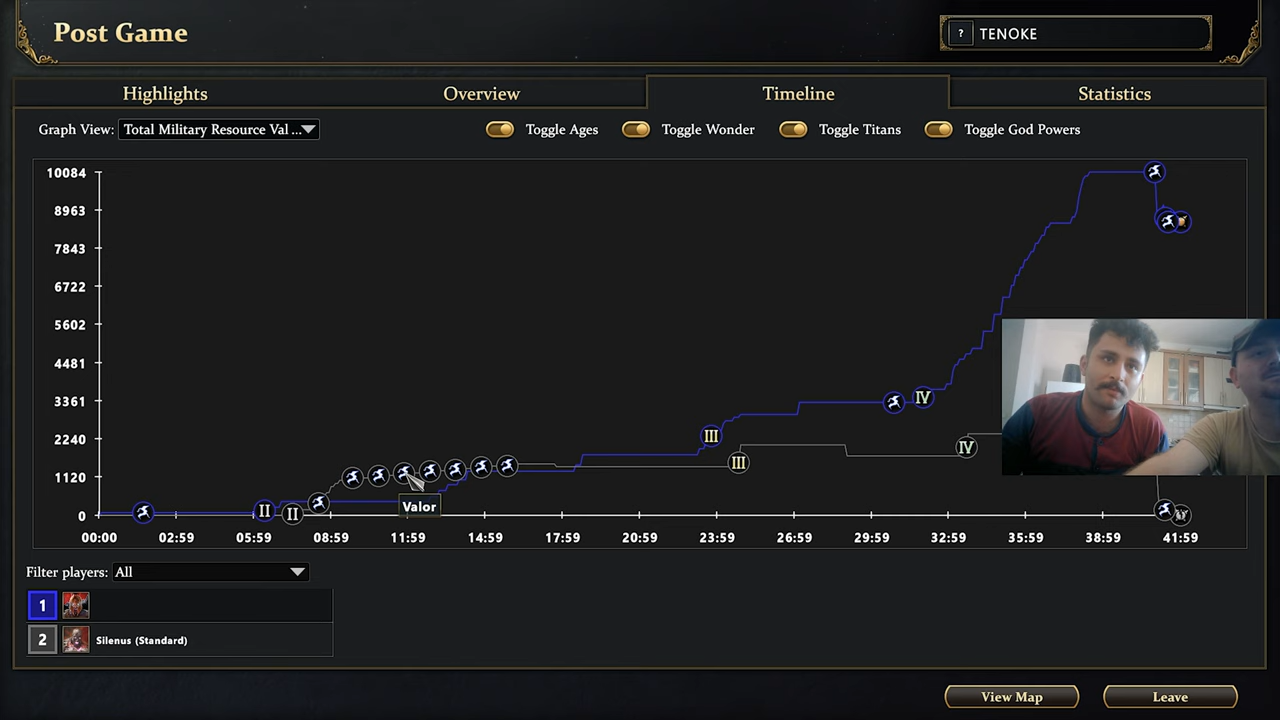 Post Game
? TENOKE
Highlights Overview Timeline Statistics
Graph View: Total Military Resource Val ... Toggle Ages Toggle Wonder Toggle Titans Toggle God Powers
10084
8963
7843
6722
5602
4481
3361
2240
1120
0
IV
III
III
IV
II
II
Valor
00:00 02:59 05:59 08:59 11:59 14:59 17:59 20:59 23:59 26:59 29:59 32:59 35:59 38:59 41:59
Filter players: All
1
2 Silenus (Standard)
View Map Leave